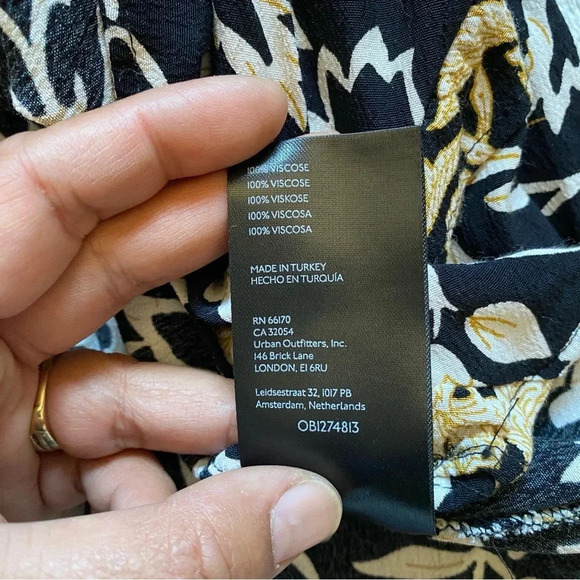 100% VISCOSE
100% VISCOSE
100% VISKOSE
100% VISCOSA
100% VISCOSA
MADE IN TURKEY
HECHO EN TURQUÍA
RN 66170
CA 32054
Urban Outfitters, Inc.
146 Brick Lane
LONDON, E1 6RU
Leidsestraat 32, 1017 PB
Amsterdam, Netherlands
OB1274813